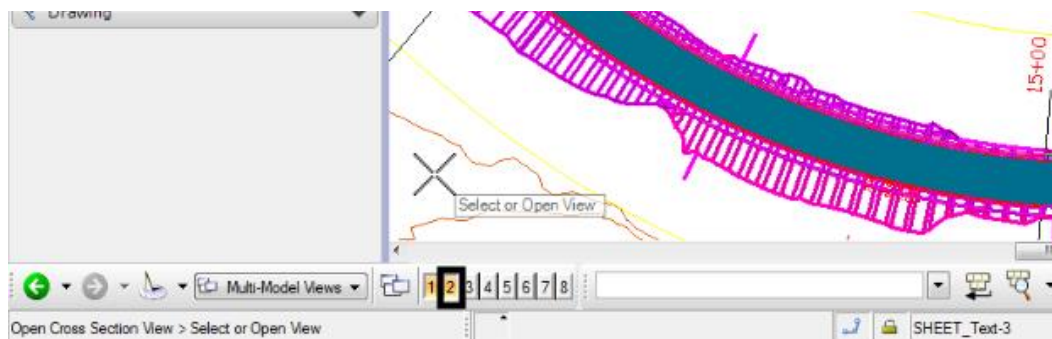 Drawing
15+00
Select or Open View
Multi-Model Views
1 2 3 4 5 6 7 8
Open Cross Section View > Select or Open View
SHEET_Text-3